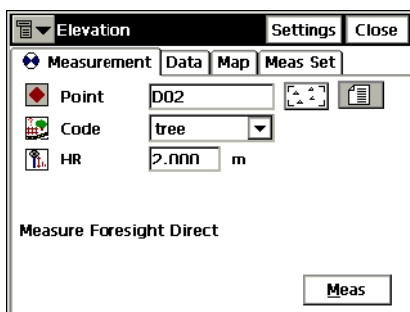 Elevation Settings Close
Measurement Data Map Meas Set
Point D02
Code tree
HR 2.000 m
Measure Foresight Direct
Meas